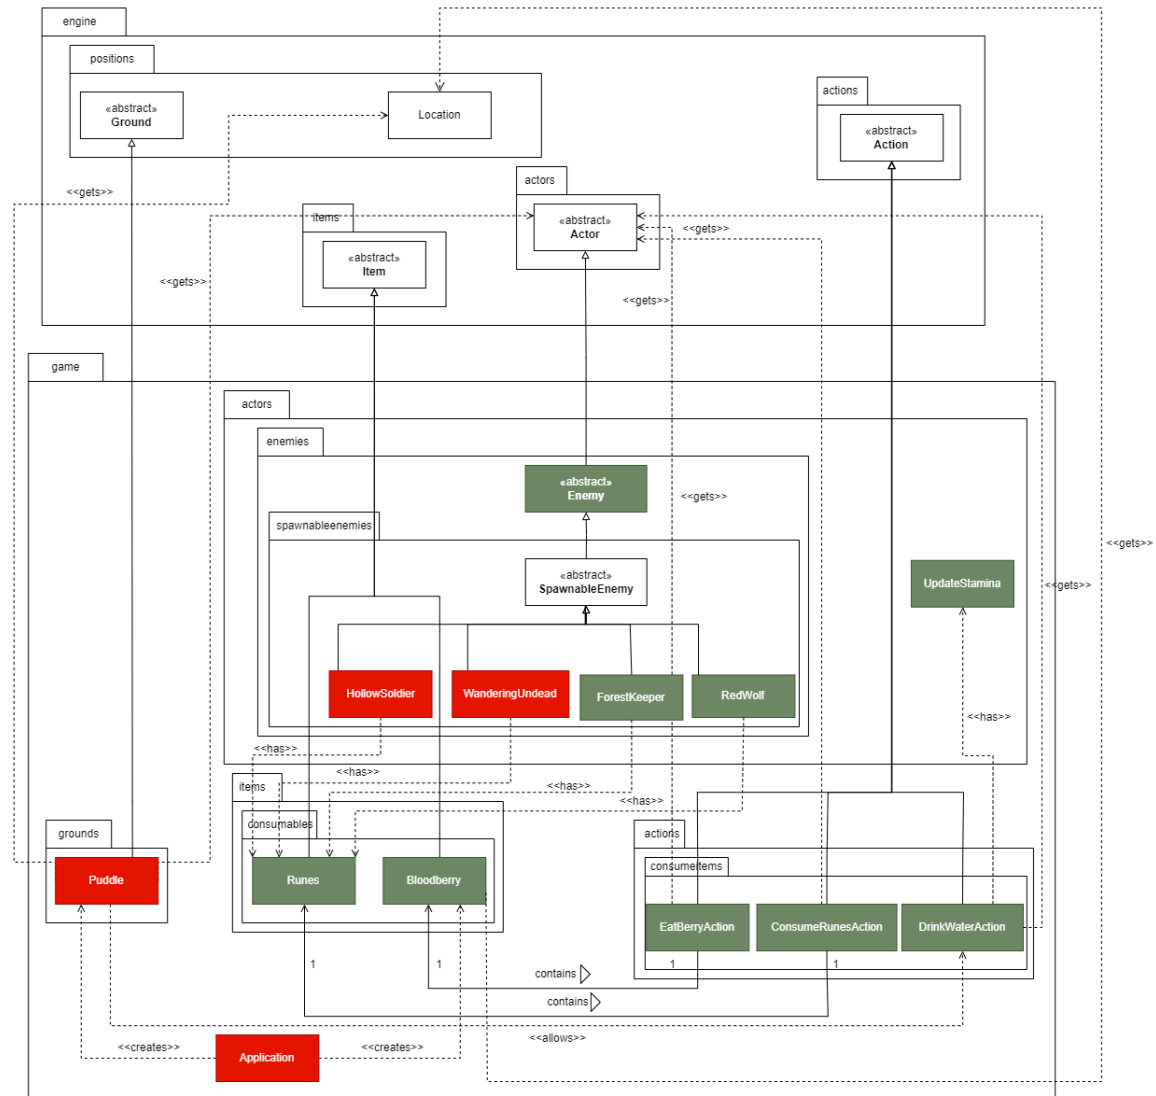 engine
positions
«abstract»
Ground
Location
actions
«abstract»
Action
<<gets>>
actors
«abstract»
Actor
<<gets>>
items
«abstract»
Item
<<gets>>
<<gets>>
game
actors
enemies
«abstract»
Enemy
<<gets>>
spawnableenemies
<<gets>>
«abstract»
SpawnableEnemy
UpdateStamina
<<gets>>
HollowSoldier
WanderingUndead
ForestKeeper
RedWolf
<<has>>
<<has>>
<<has>>
items
<<has>>
<<has>>
consumables
grounds
actions
consumeitems
Puddle
Runes
Bloodberry
EatBerryAction
ConsumeRunesAction
DrinkWaterAction
1
1
1
1
contains
contains
<<allows>>
<<creates>>
Application
<<creates>>